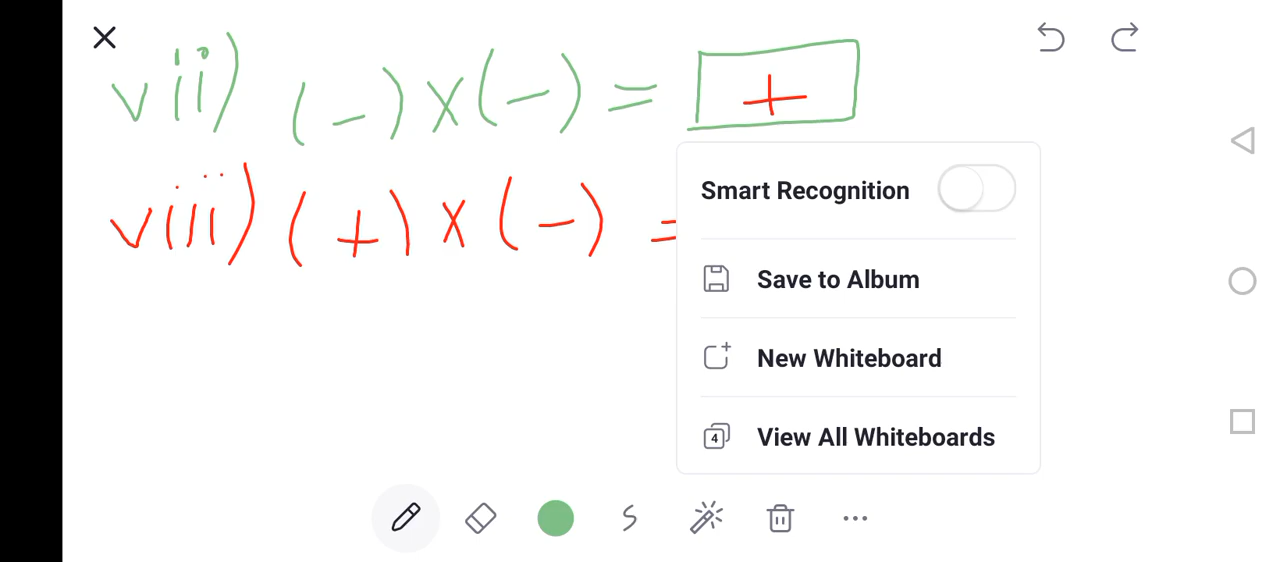 vii) (-) x (-) = +
viii) (+) x (-) =
Smart Recognition
Save to Album
New Whiteboard
4 View All Whiteboards